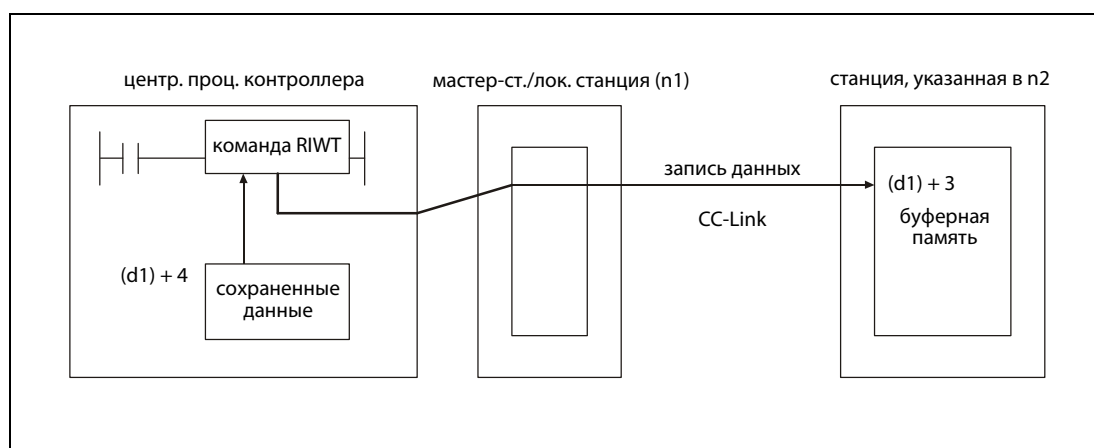 центр. проц. контроллера
мастер-ст./лок. станция (n1)
станция, указанная в n2
команда RIWT
запись данных
(d1) + 3
буферная
память
CC-Link
(d1) + 4
сохраненные
данные